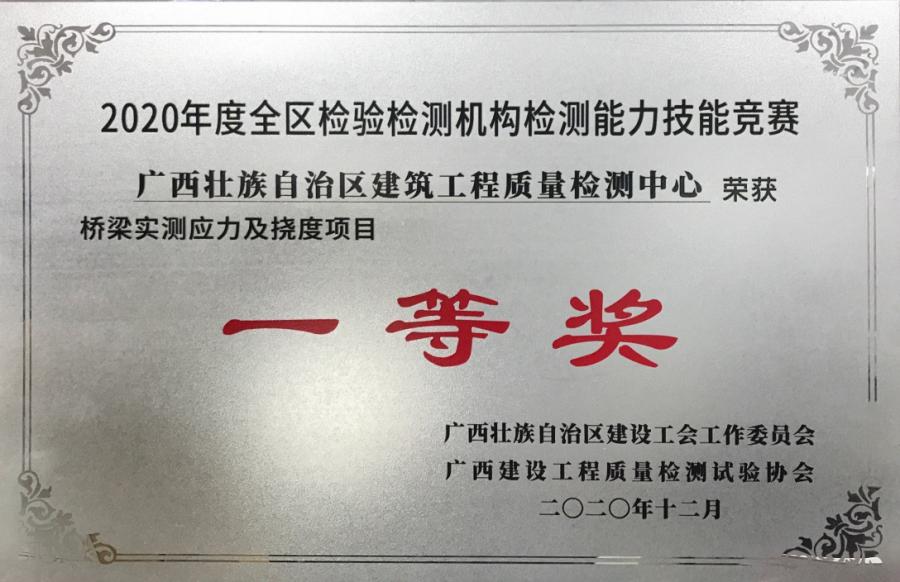 2020年度全区检验检测机构检测能力技能竞赛
广西壮族自治区建筑工程质量检测中心 荣获
桥梁实测应力及挠度项目
一等奖
广西壮族自治区建设工会工作委员会
广西建设工程质量检测试验协会
二〇二〇年十二月